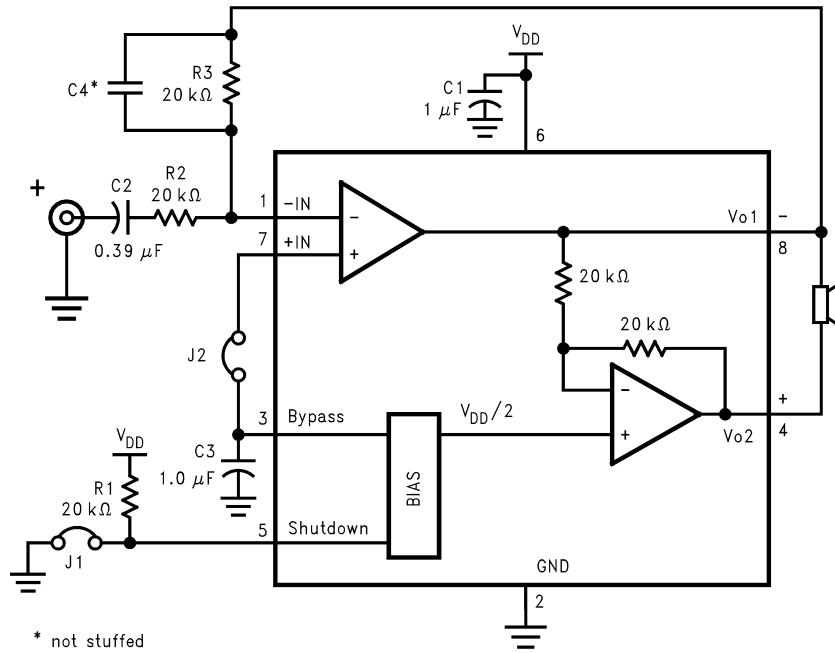 V_DD
C1
1 μF
6
C4*
R3
20 kΩ
+
C2
0.39 μF
R2
20 kΩ
1
-IN
7
+IN
-
+
Vo1
-
8
20 kΩ
20 kΩ
J2
3
Bypass
V_DD/2
-
+
+
Vo2
4
C3
1.0 μF
BIAS
V_DD
R1
20 kΩ
5
Shutdown
J1
GND
2
* not stuffed